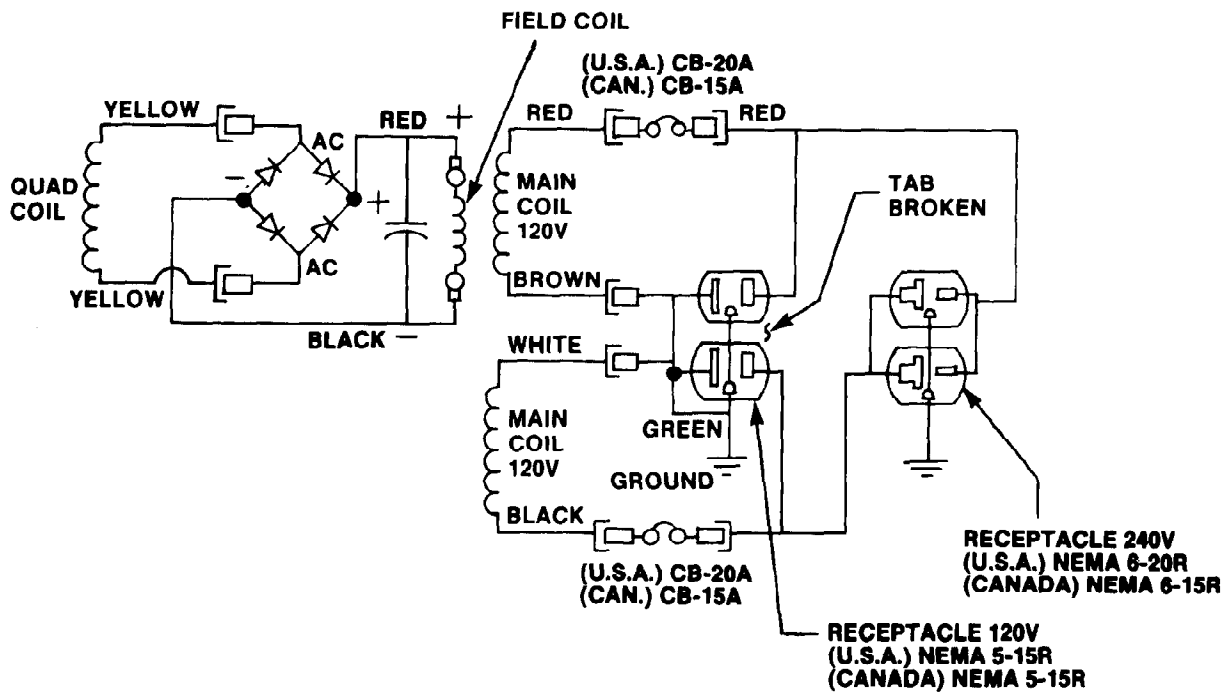 FIELD COIL
(U.S.A.) CB-20A
(CAN.) CB-15A
YELLOW
AC
RED +
RED
RED
QUAD
COIL
−
+
MAIN
COIL
120V
TAB
BROKEN
AC
YELLOW
BROWN
BLACK −
WHITE
MAIN
COIL
120V
GREEN
GROUND
BLACK
(U.S.A.) CB-20A
(CAN.) CB-15A
RECEPTACLE 240V
(U.S.A.) NEMA 6-20R
(CANADA) NEMA 6-15R
RECEPTACLE 120V
(U.S.A.) NEMA 5-15R
(CANADA) NEMA 5-15R